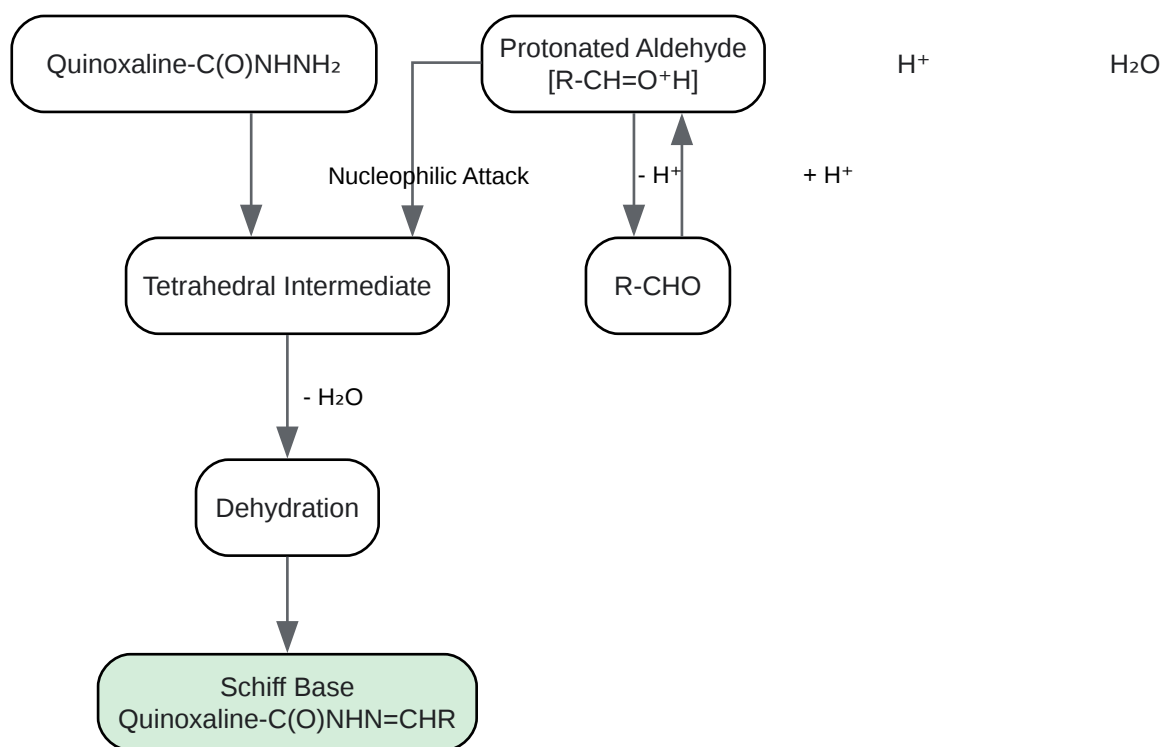 Quinoxaline-C(O)NHNH₂
Protonated Aldehyde
[R-CH=O⁺H]
H⁺
H₂O
Nucleophilic Attack
- H⁺
+ H⁺
Tetrahedral Intermediate
R-CHO
- H₂O
Dehydration
Schiff Base
Quinoxaline-C(O)NHN=CHR